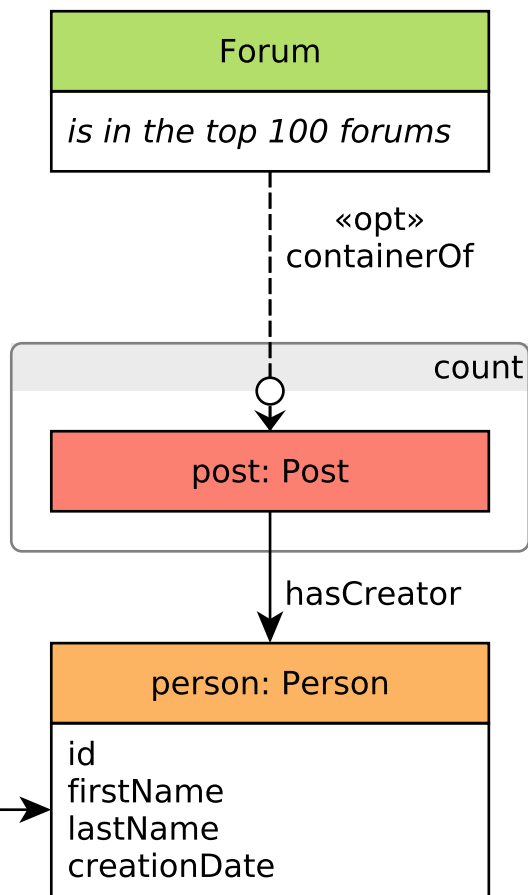 Forum
is in the top 100 forums
«opt»
containerOf
count
post: Post
hasCreator
person: Person
id
firstName
lastName
creationDate